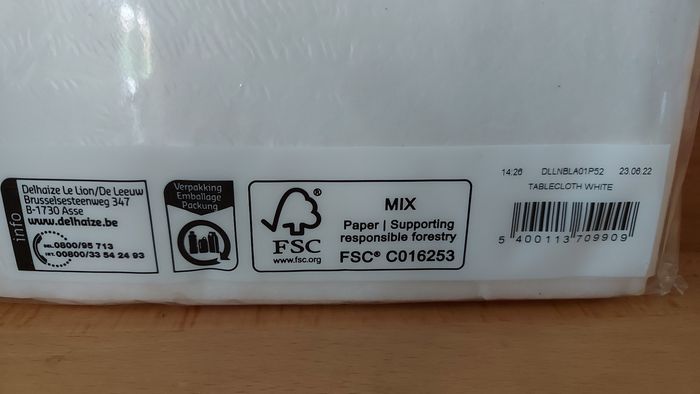 info
Delhaize Le Lion/De Leeuw
Brusselsesteenweg 347
B-1730 Asse
www.delhaize.be
BEL. 0800/95 713
INT. 00800/33 54 24 93
Verpakking
Emballage
Packung
FSC
www.fsc.org
MIX
Paper | Supporting
responsible forestry
FSC® C016253
14:26 DLLNBLA01P52 23.06.22
TABLECLOTH WHITE
5 400113 709909